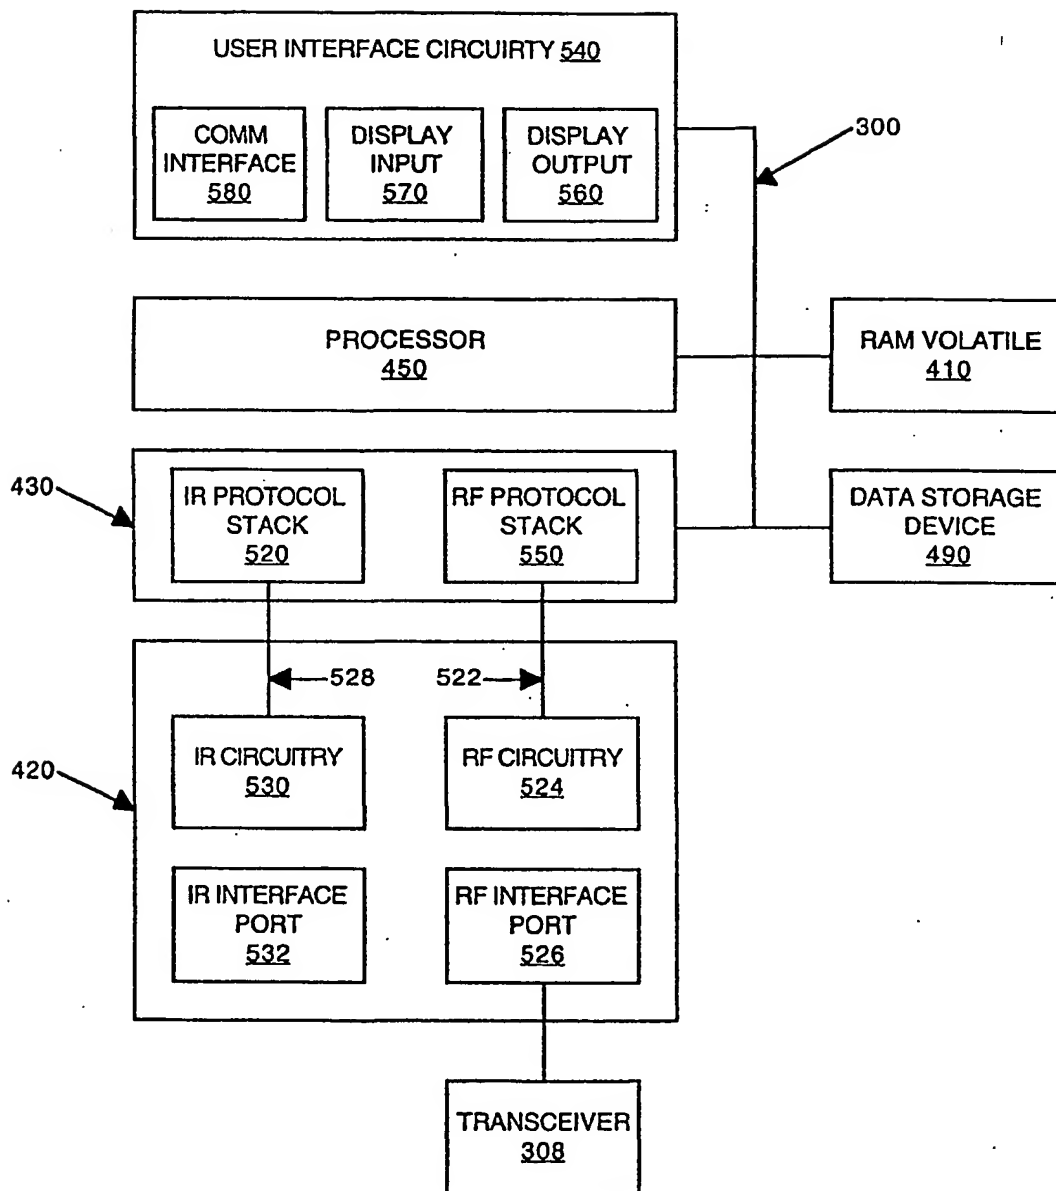 USER INTERFACE CIRCUIRTY 540
COMM
INTERFACE
580
DISPLAY
INPUT
570
DISPLAY
OUTPUT
560
300
PROCESSOR
450
RAM VOLATILE
410
430
IR PROTOCOL
STACK
520
RF PROTOCOL
STACK
550
DATA STORAGE
DEVICE
490
528
522
420
IR CIRCUITRY
530
RF CIRCUITRY
524
IR INTERFACE
PORT
532
RF INTERFACE
PORT
526
TRANSCEIVER
308